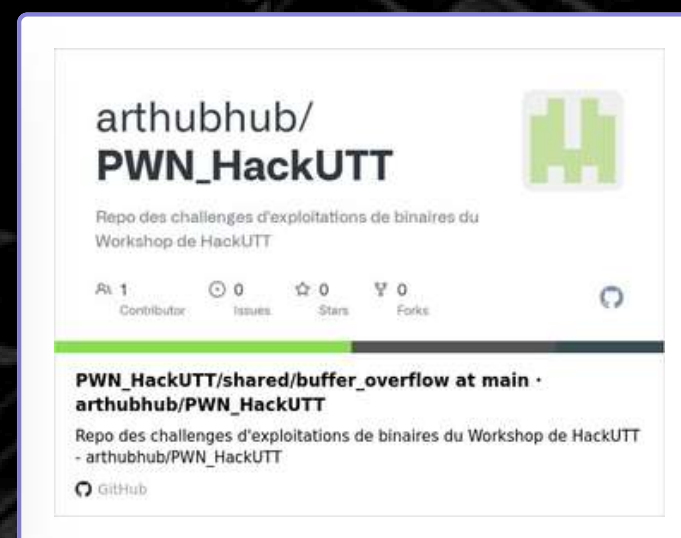 arthubhub/
PWN_HackUTT
Repo des challenges d'exploitations de binaires du
Workshop de HackUTT
1 0 0 0
Contributor Issues Stars Forks
PWN_HackUTT/shared/buffer_overflow at main ·
arthubhub/PWN_HackUTT
Repo des challenges d'exploitations de binaires du Workshop de HackUTT
- arthubhub/PWN_HackUTT
GitHub